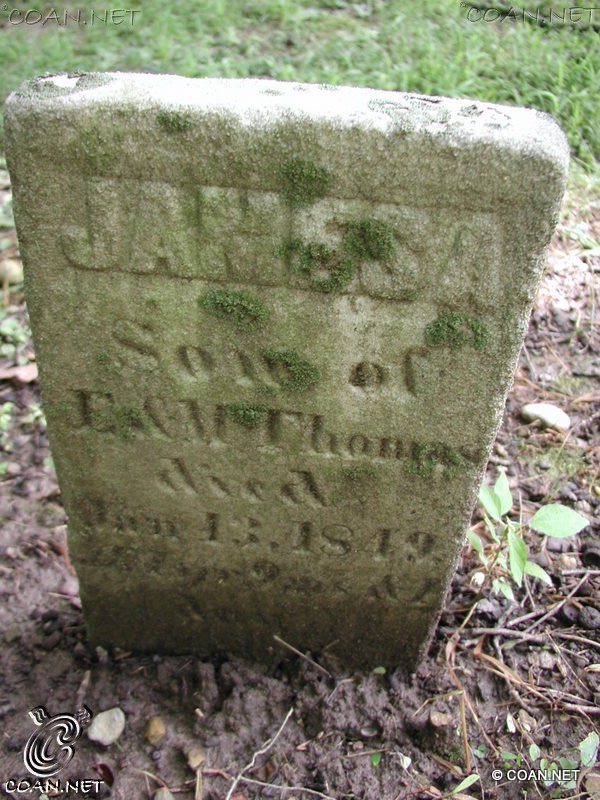 © COAN.NET
© COAN.NET
JAMES A
Son of
E & M Thomas
died
Jan 13, 1849
COAN.NET
© COAN.NET